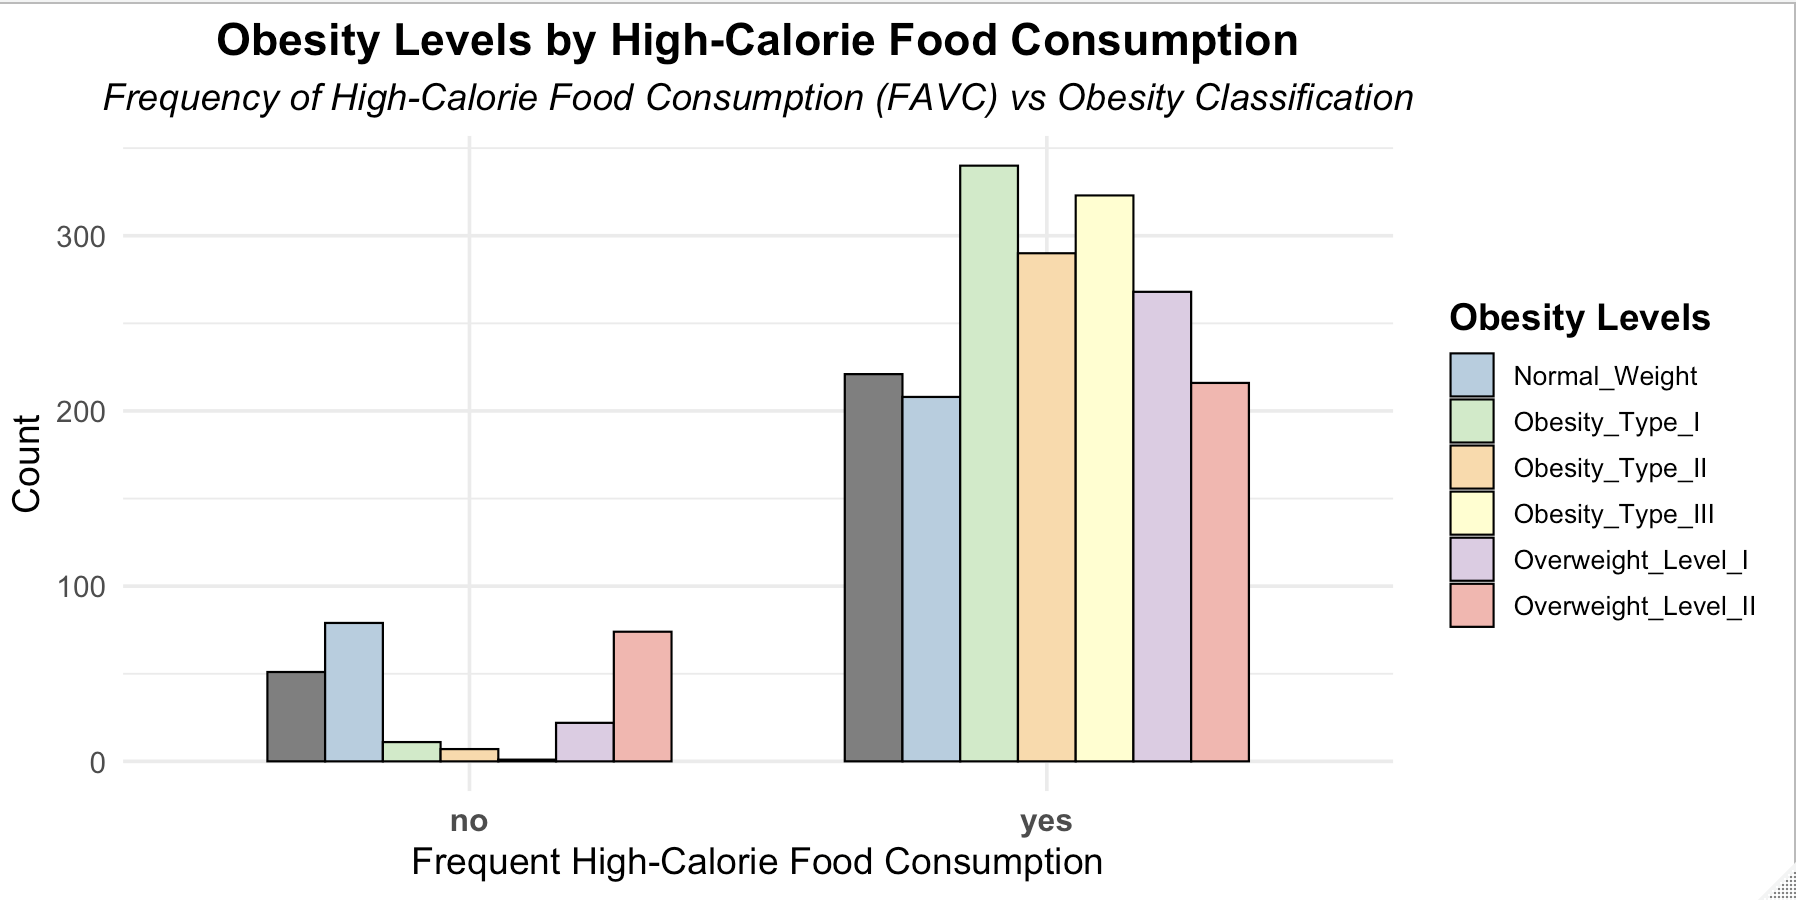 Obesity Levels by High-Calorie Food Consumption
Frequency of High-Calorie Food Consumption (FAVC) vs Obesity Classification
300
200
100
0
Count
no
yes
Frequent High-Calorie Food Consumption
Obesity Levels
Normal_Weight
Obesity_Type_I
Obesity_Type_II
Obesity_Type_III
Overweight_Level_I
Overweight_Level_II